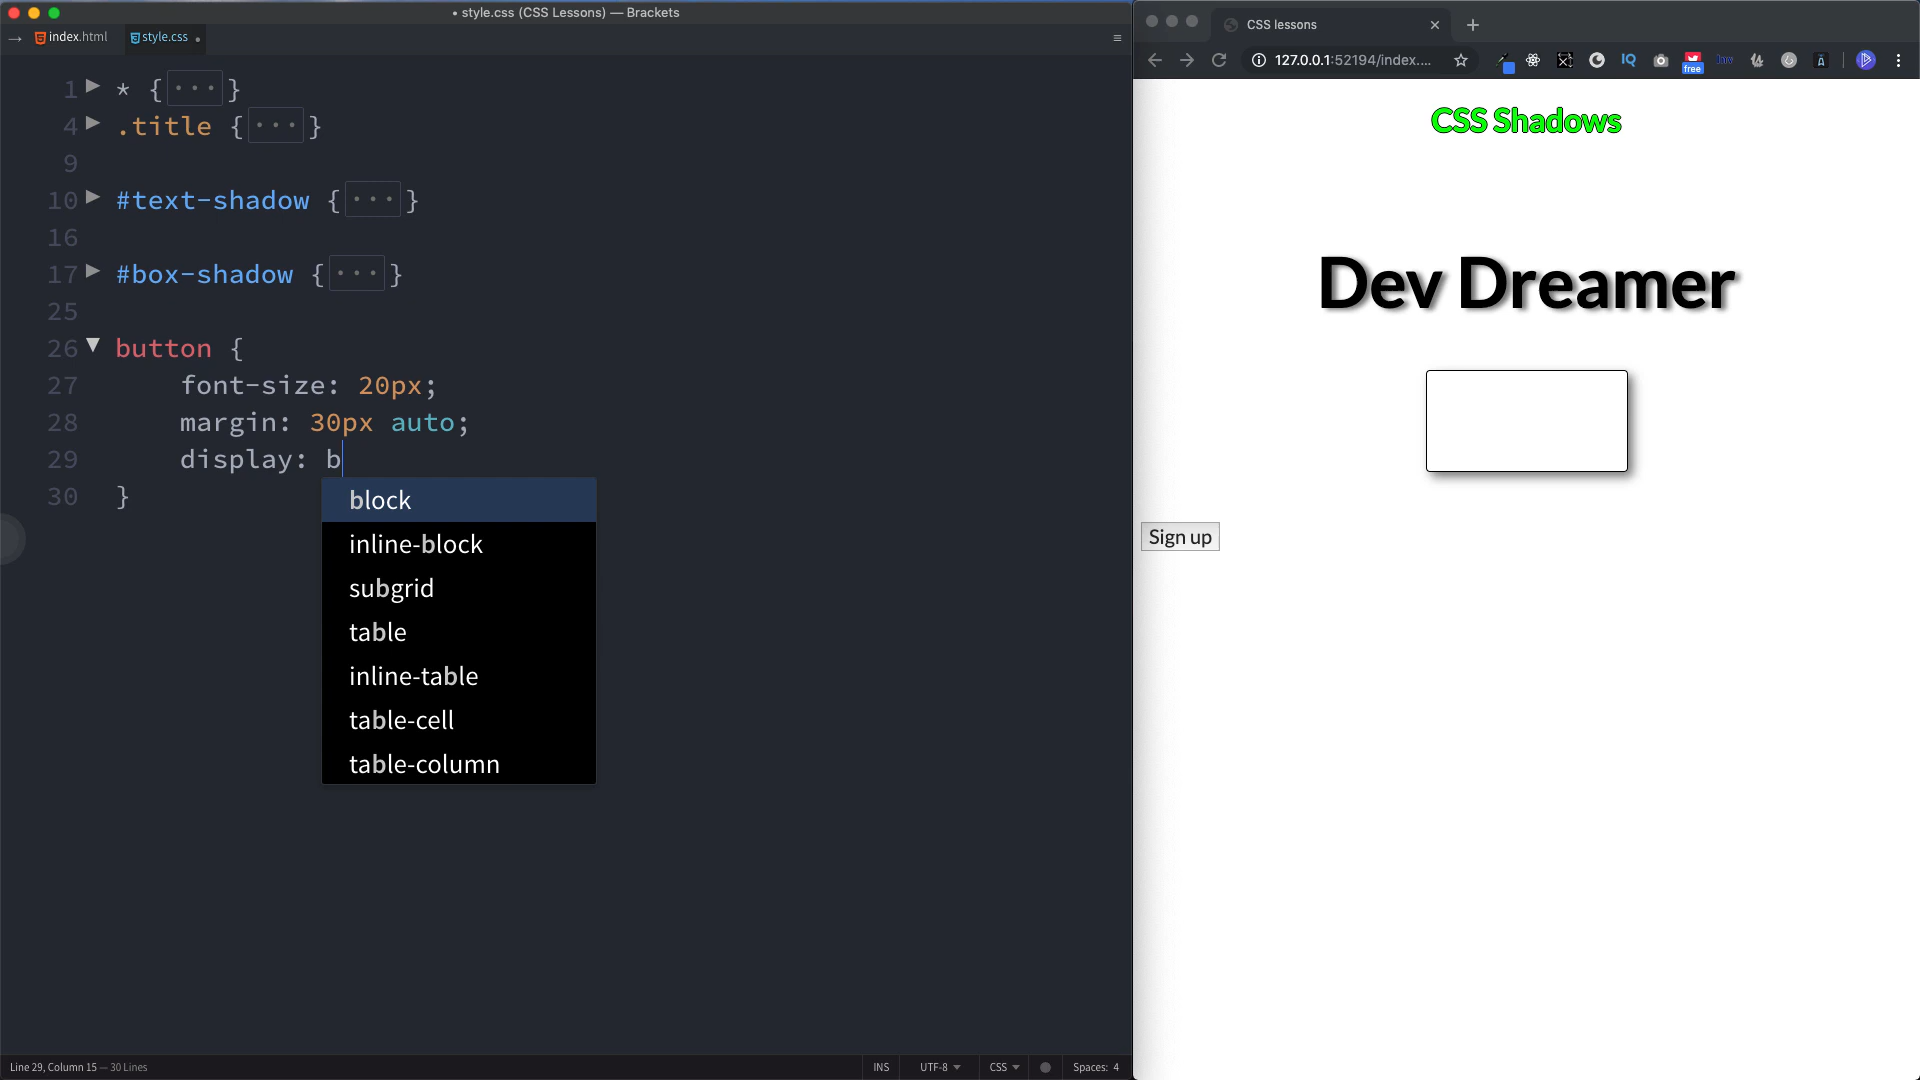 • style.css (CSS Lessons) — Brackets
index.html
style.css •
1 * {···}
4 .title {···}
9
10 #text-shadow {···}
16
17 #box-shadow {···}
25
26 button {
27 font-size: 20px;
28 margin: 30px auto;
29 display: b
30 }
block
inline-block
subgrid
table
inline-table
table-cell
table-column
Line 29, Column 15 — 30 Lines
INS UTF-8 CSS Spaces: 4
CSS lessons
127.0.0.1:52194/index....
IQ
free
CSS Shadows
Dev Dreamer
Sign up